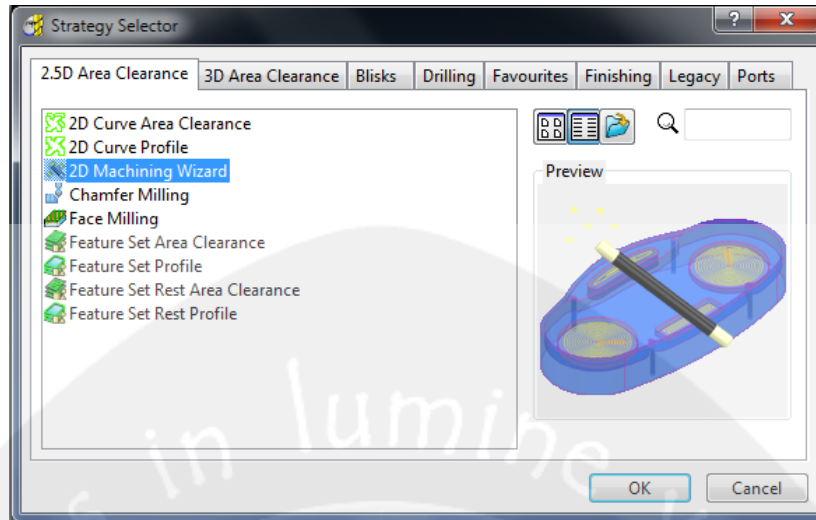 Strategy Selector
?
X
2.5D Area Clearance 3D Area Clearance Blisks Drilling Favourites Finishing Legacy Ports
2D Curve Area Clearance
2D Curve Profile
2D Machining Wizard
Chamfer Milling
Face Milling
Feature Set Area Clearance
Feature Set Profile
Feature Set Rest Area Clearance
Feature Set Rest Profile
Preview
OK Cancel
s in lumine